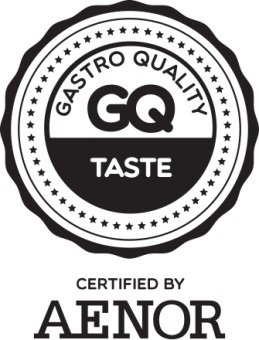 GASTRO QUALITY
GQ
TASTE
CERTIFIED BY
AENOR